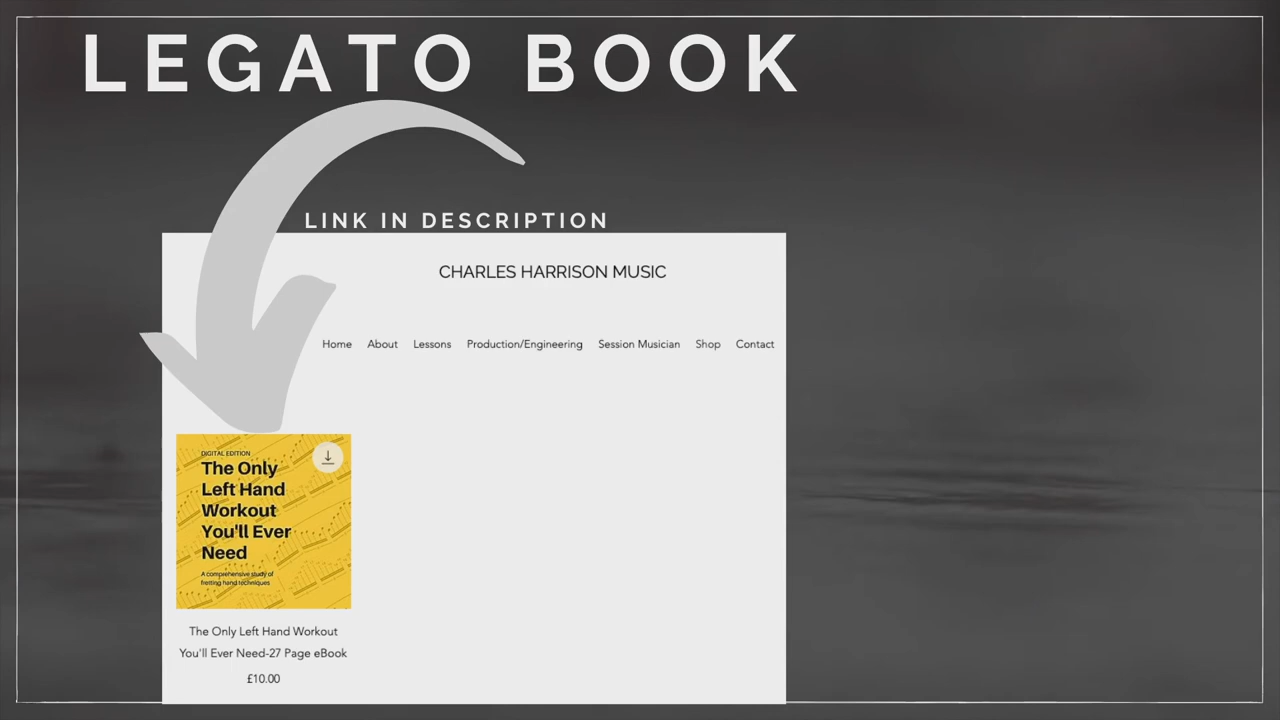 LEGATO BOOK
LINK IN DESCRIPTION
CHARLES HARRISON MUSIC
Home About Lessons Production/Engineering Session Musician Shop Contact
DIGITAL EDITION
The Only
Left Hand
Workout
You'll Ever
Need
A comprehensive study of
fretting hand techniques
The Only Left Hand Workout
You'll Ever Need-27 Page eBook
£10.00